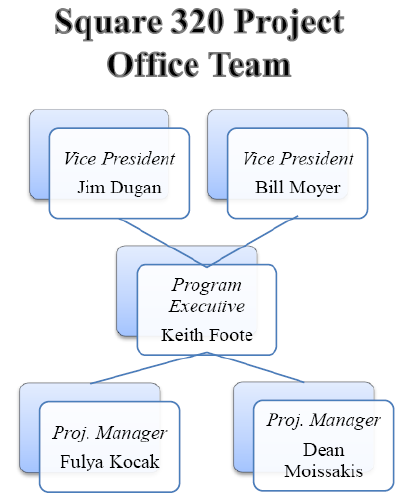 Square 320 Project
Office Team
Vice President
Jim Dugan
Vice President
Bill Moyer
Program
Executive
Keith Foote
Proj. Manager
Fulya Kocak
Proj. Manager
Dean
Moissakis